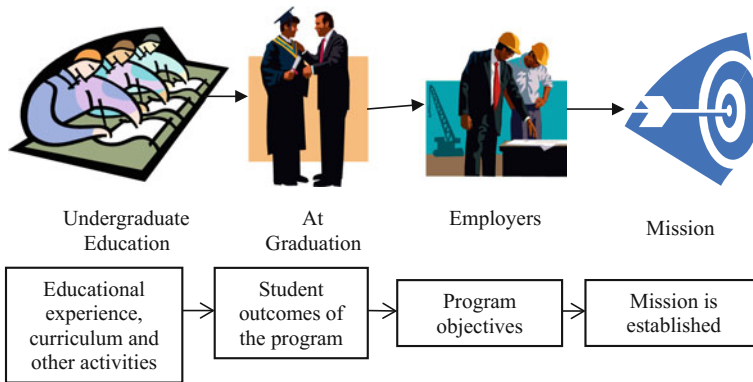 Undergraduate
Education
At
Graduation
Employers
Mission
Educational
experience,
curriculum and
other activities
Student
outcomes of
the program
Program
objectives
Mission is
established